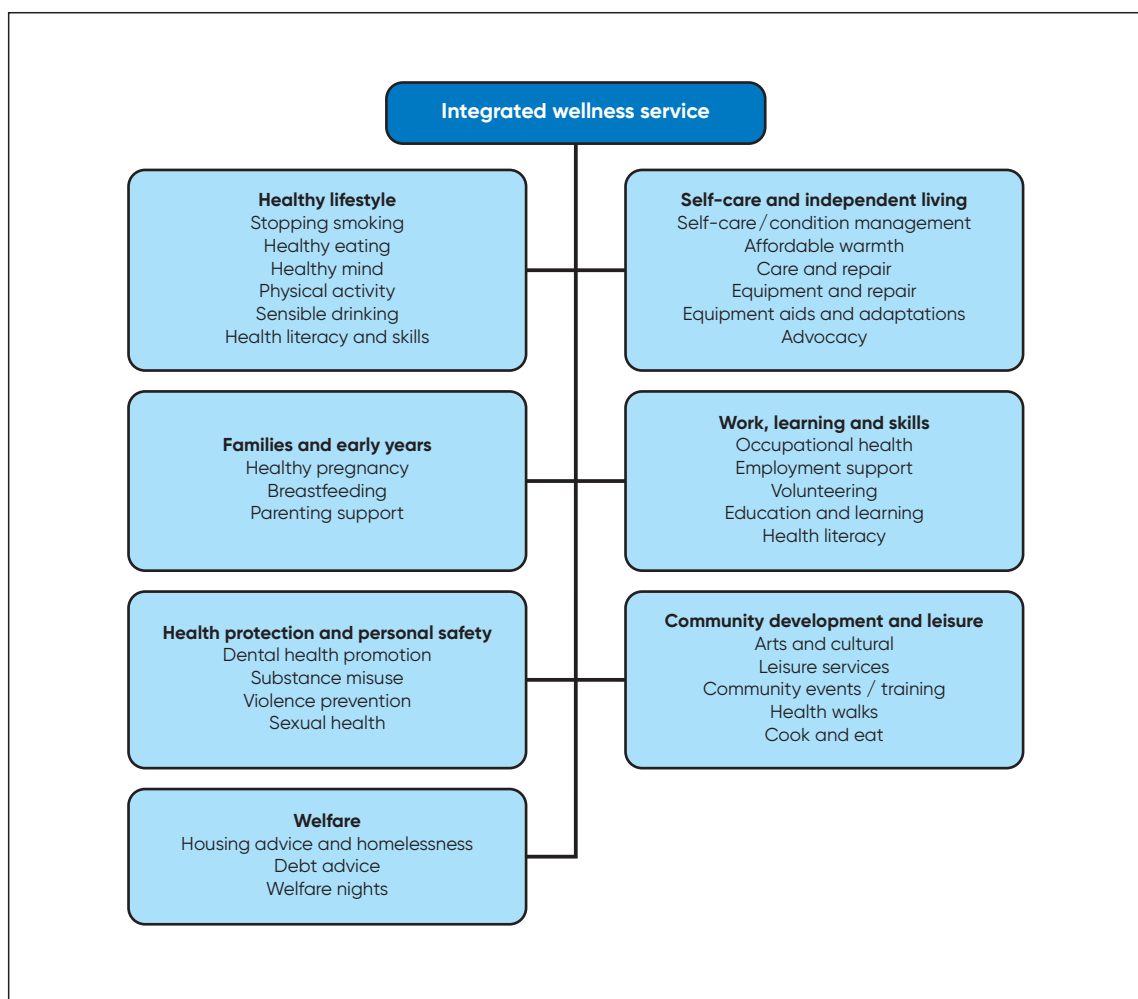 Integrated wellness service
Healthy lifestyle
Stopping smoking
Healthy eating
Healthy mind
Physical activity
Sensible drinking
Health literacy and skills
Self-care and independent living
Self-care/condition management
Affordable warmth
Care and repair
Equipment and repair
Equipment aids and adaptations
Advocacy
Families and early years
Healthy pregnancy
Breastfeeding
Parenting support
Work, learning and skills
Occupational health
Employment support
Volunteering
Education and learning
Health literacy
Health protection and personal safety
Dental health promotion
Substance misuse
Violence prevention
Sexual health
Community development and leisure
Arts and cultural
Leisure services
Community events / training
Health walks
Cook and eat
Welfare
Housing advice and homelessness
Debt advice
Welfare nights